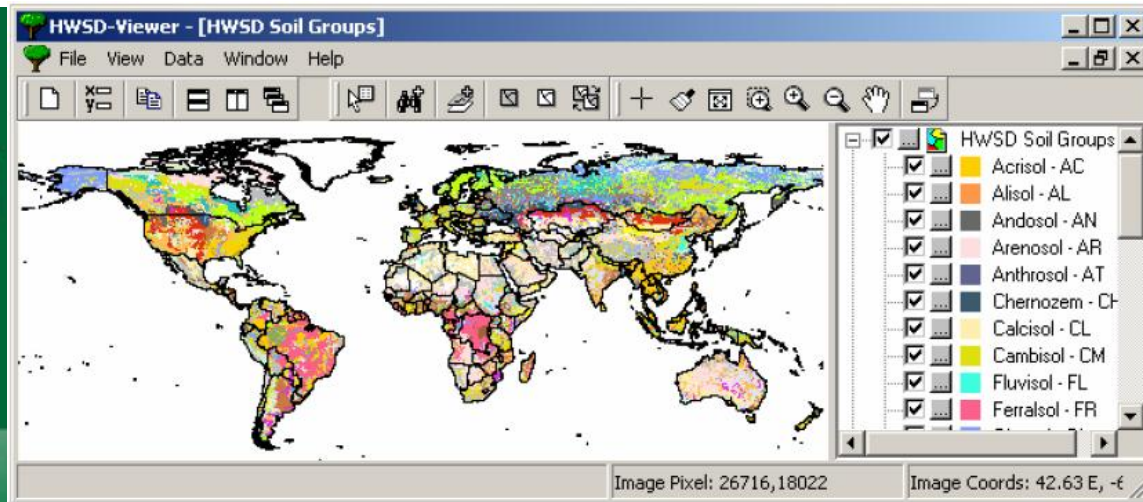 HWSD-Viewer - [HWSD Soil Groups]
File View Data Window Help
HWSD Soil Groups
Acrisol - AC
Alisol - AL
Andosol - AN
Arenosol - AR
Anthrosol - AT
Chernozem - CH
Calcisol - CL
Cambisol - CM
Fluvisol - FL
Ferralsol - FR
Image Pixel: 26716,18022
Image Coords: 42.63 E, -6